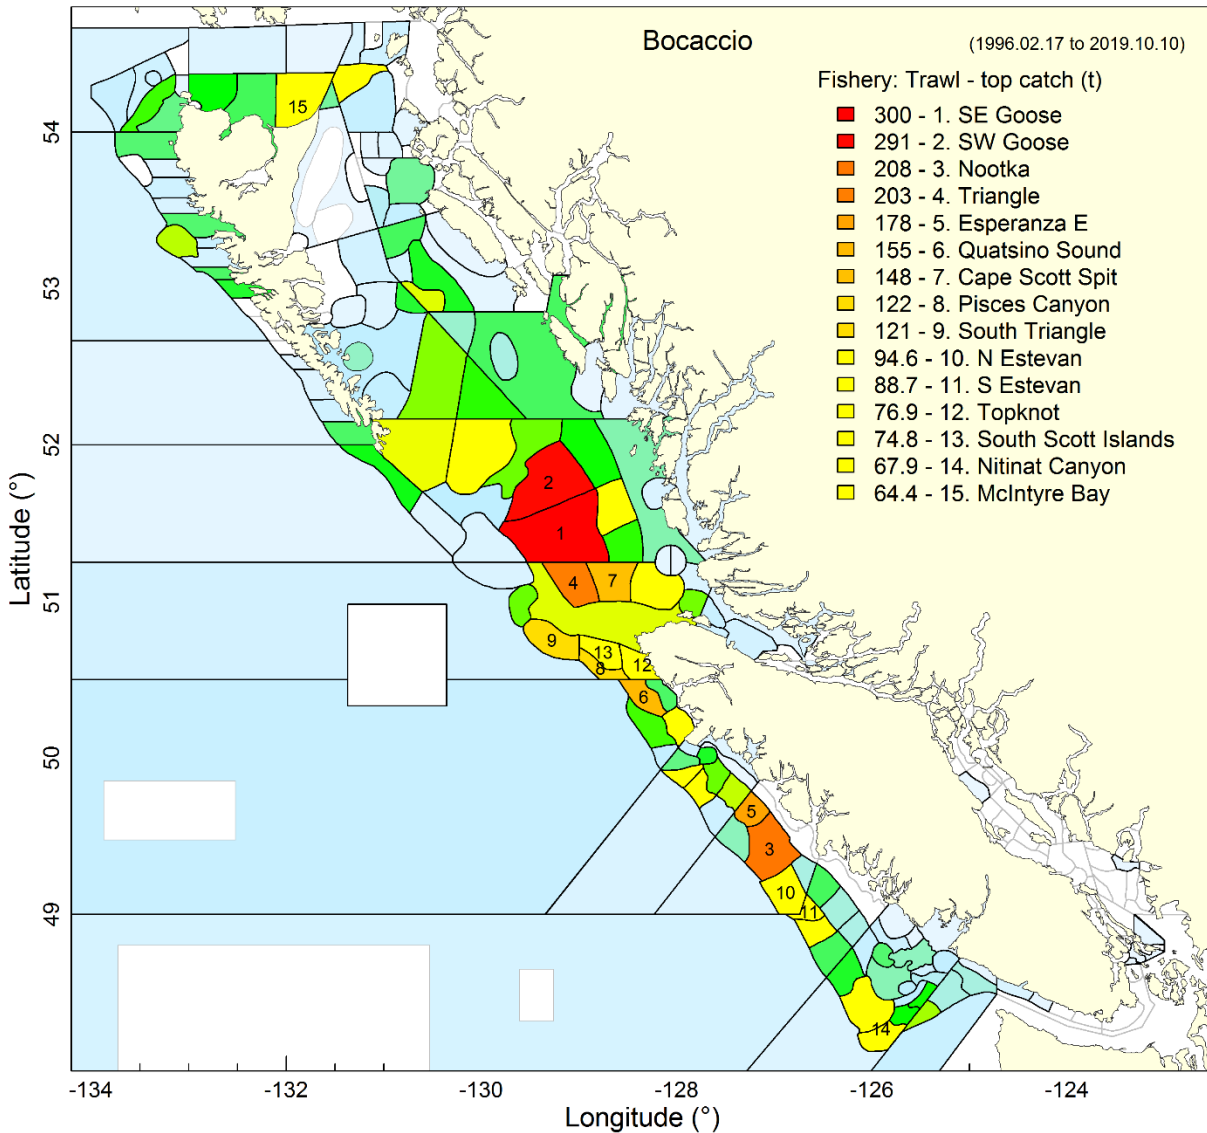 Bocaccio
(1996.02.17 to 2019.10.10)
Fishery: Trawl - top catch (t)
300 - 1. SE Goose
291 - 2. SW Goose
208 - 3. Nootka
203 - 4. Triangle
178 - 5. Esperanza E
155 - 6. Quatsino Sound
148 - 7. Cape Scott Spit
122 - 8. Pisces Canyon
121 - 9. South Triangle
94.6 - 10. N Estevan
88.7 - 11. S Estevan
76.9 - 12. Topknot
74.8 - 13. South Scott Islands
67.9 - 14. Nitinat Canyon
64.4 - 15. McIntyre Bay
15
2
1
4
7
9
13
8
12
6
5
3
10
11
14
54
53
52
51
50
49
Latitude (°)
-134
-132
-130
-128
-126
-124
Longitude (°)